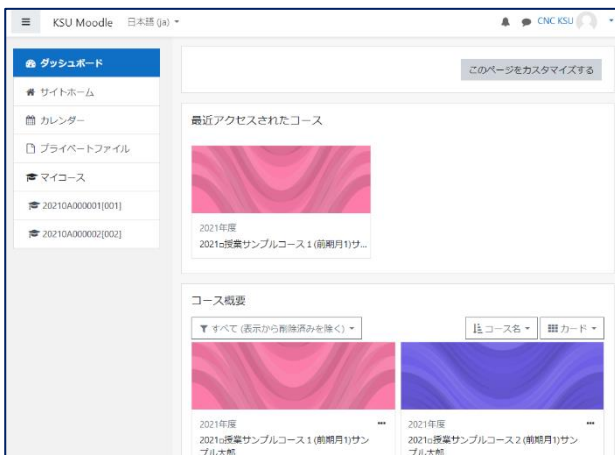 KSU Moodle 日本語 (ja)
CNC KSU
ダッシュボード
サイトホーム
カレンダー
プライベートファイル
マイコース
20210A000001[001]
20210A000002[002]
このページをカスタマイズする
最近アクセスされたコース
2021年度
2021□授業サンプルコース1(前期月1)サ...
コース概要
すべて (表示から削除済みを除く)
コース名
カード
2021年度
2021□授業サンプルコース1(前期月1)サン
プル太郎
2021年度
2021□授業サンプルコース2(前期月1)サン
プル太郎